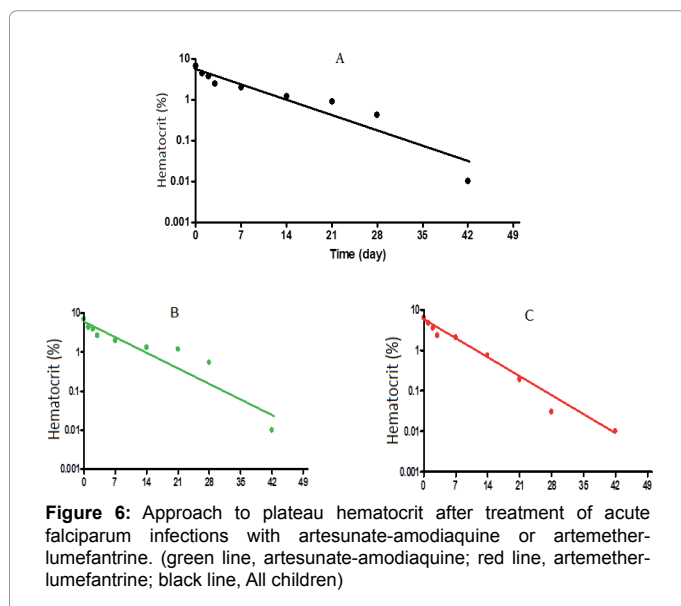 A
Hematocrit (%)
10
1
0.1
0.01
0.001
0 7 14 21 28 35 42 49
Time (day)
B
Hematocrit (%)
10
1
0.1
0.01
0.001
0 7 14 21 28 35 42 49
C
Hematocrit (%)
10
1
0.1
0.01
0.001
0 7 14 21 28 35 42 49
Figure 6: Approach to plateau hematocrit after treatment of acute
falciparum infections with artesunate-amodiaquine or artemether-
lumefantrine. (green line, artesunate-amodiaquine; red line, artemether-
lumefantrine; black line, All children)